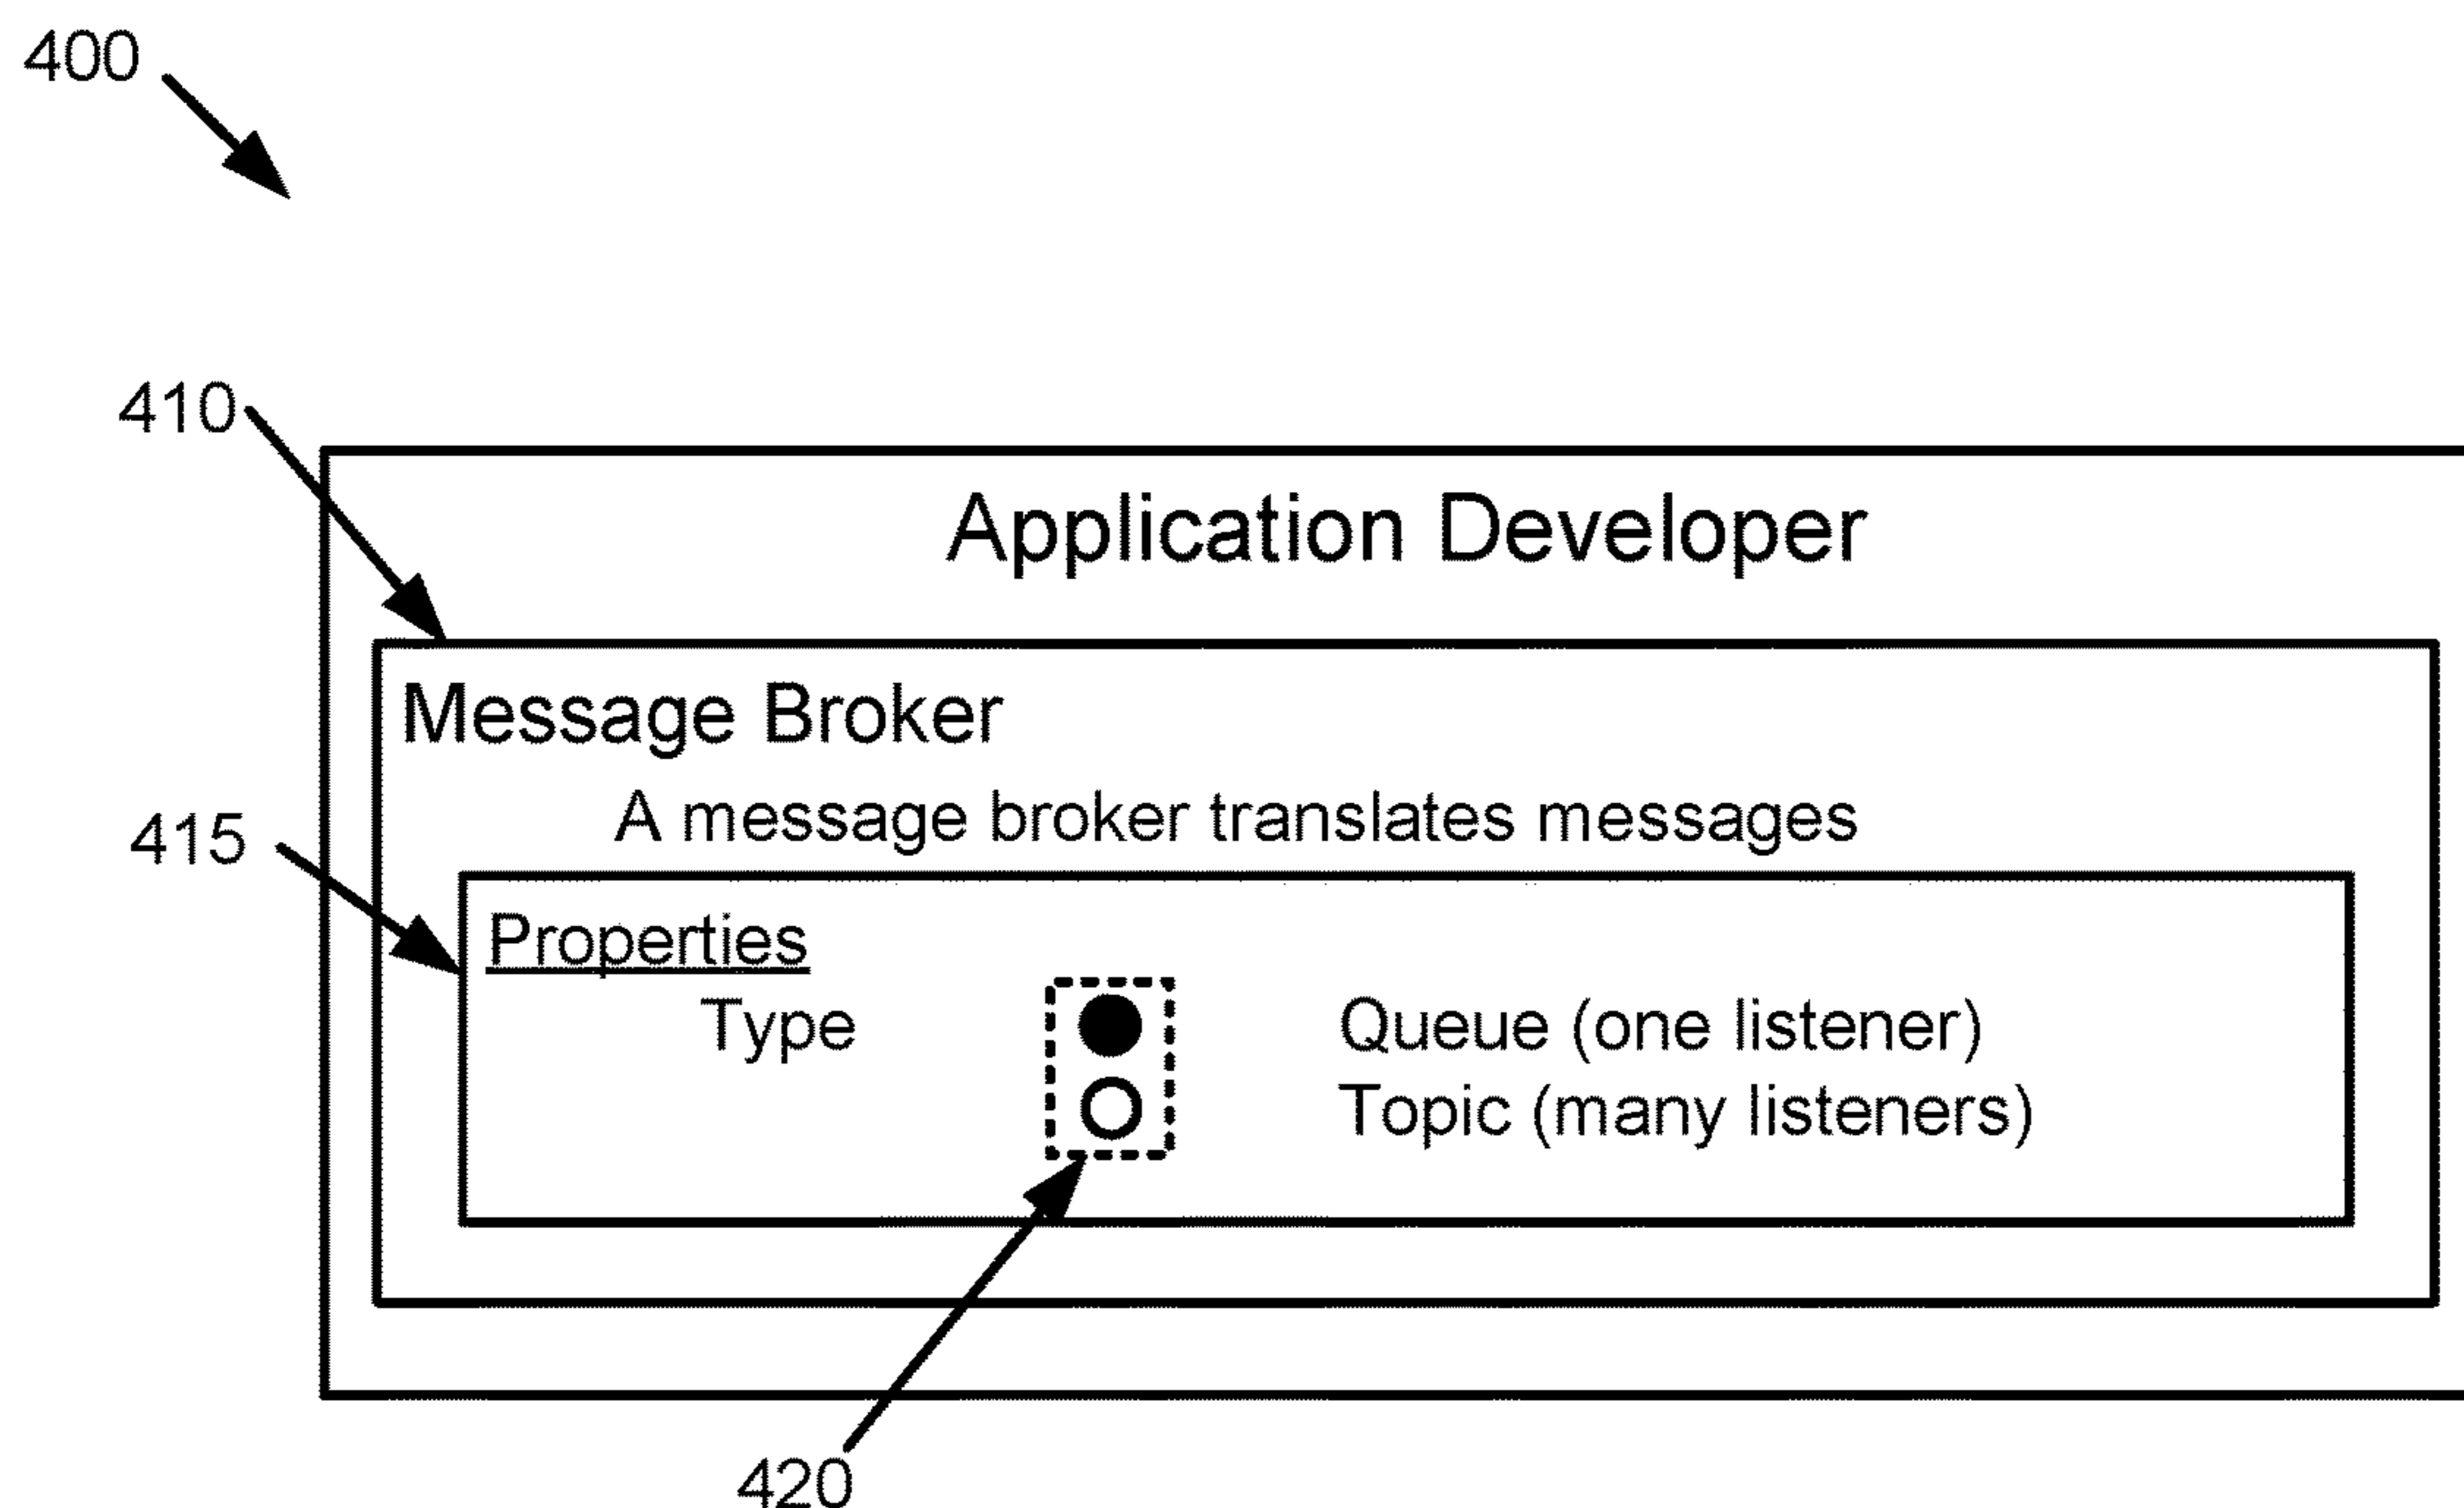 400
410
Application Developer
Message Broker
A message broker translates messages
415
Properties
Type Queue (one listener)
Topic (many listeners)
420